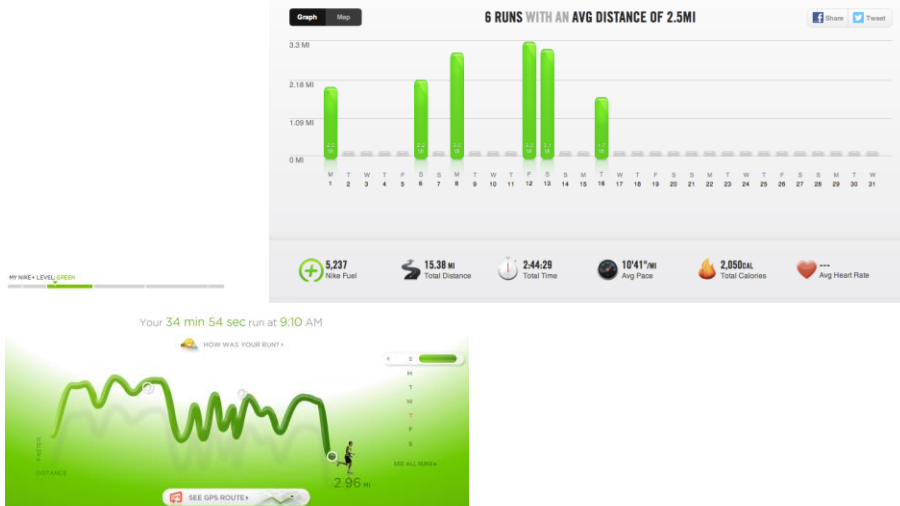 Graph Map
6 RUNS WITH AN AVG DISTANCE OF 2.5MI
Share Tweet
3.3 MI
2.18 MI
1.09 MI
0 MI
M T W T F S S M T W T F S S M T W T F S S M T W T F S S M T W
1 2 3 4 5 6 7 8 9 10 11 12 13 14 15 16 17 18 19 20 21 22 23 24 25 26 27 28 29 30 31
5,237
Nike Fuel
15.38 MI
Total Distance
2:44:29
Total Time
10'41"/MI
Avg Pace
2,050CAL
Total Calories
---
Avg Heart Rate
MY NIKE+ LEVEL: GREEN
Your 34 min 54 sec run at 9:10 AM
HOW WAS YOUR RUN?
S
M
T
W
T
F
S
SEE ALL RUNS
FASTER
DISTANCE
2.96 MI
SEE GPS ROUTE